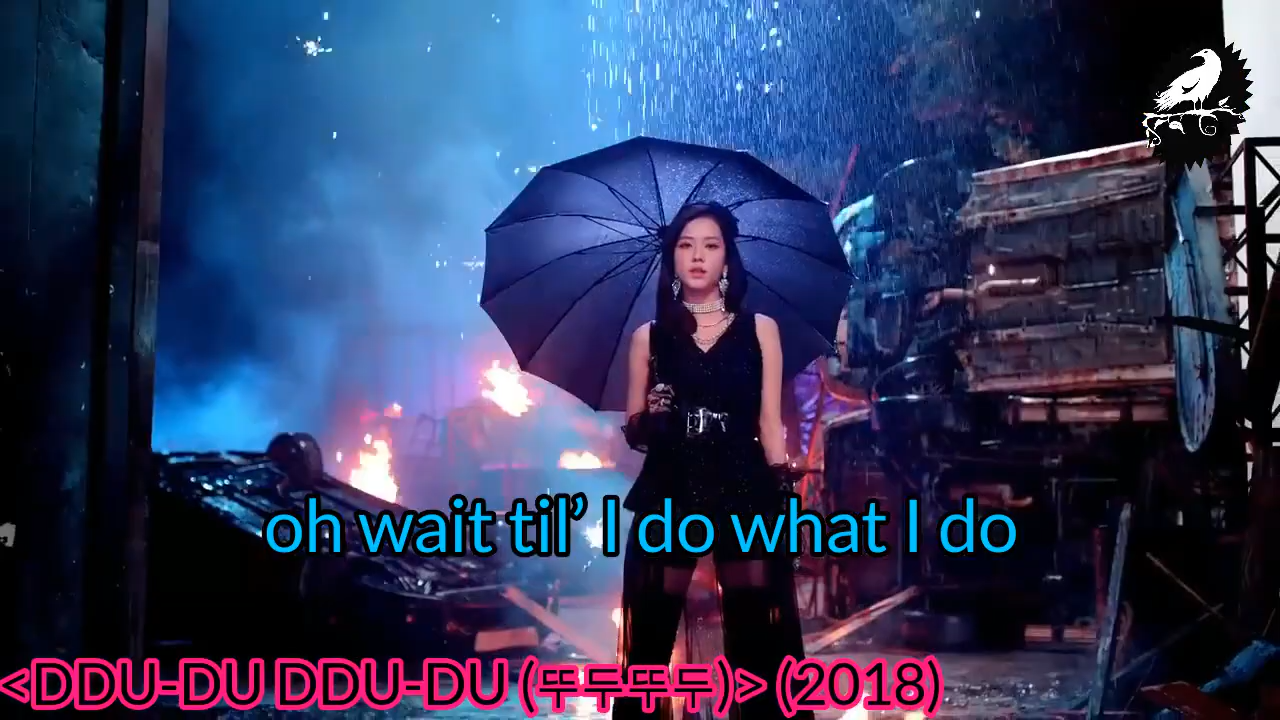 oh wait til’ I do what I do
<DDU-DU DDU-DU (뚜두뚜두)> (2018)